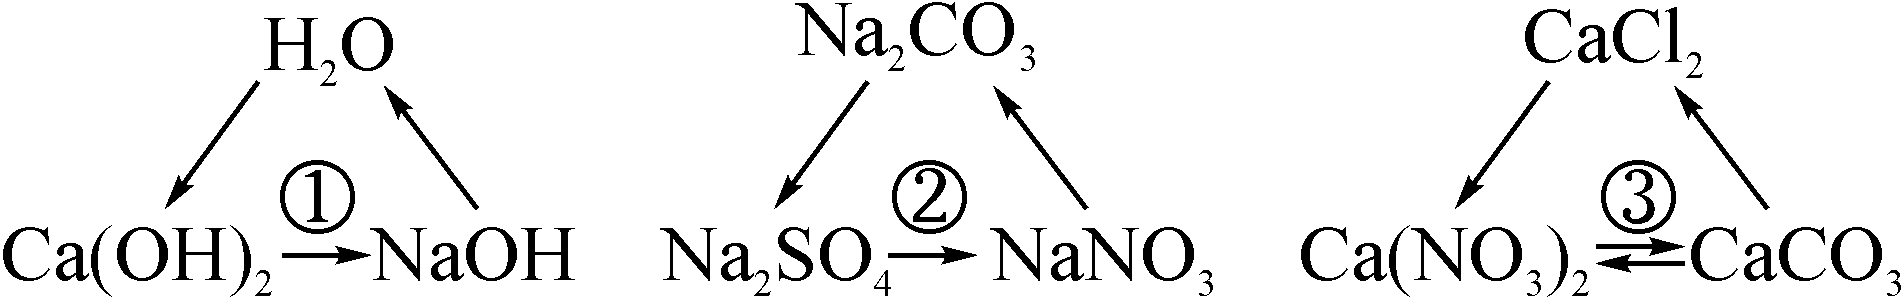 H₂O Na₂CO₃ CaCl₂
① ② ③
Ca(OH)₂ NaOH Na₂SO₄ NaNO₃ Ca(NO₃)₂ CaCO₃